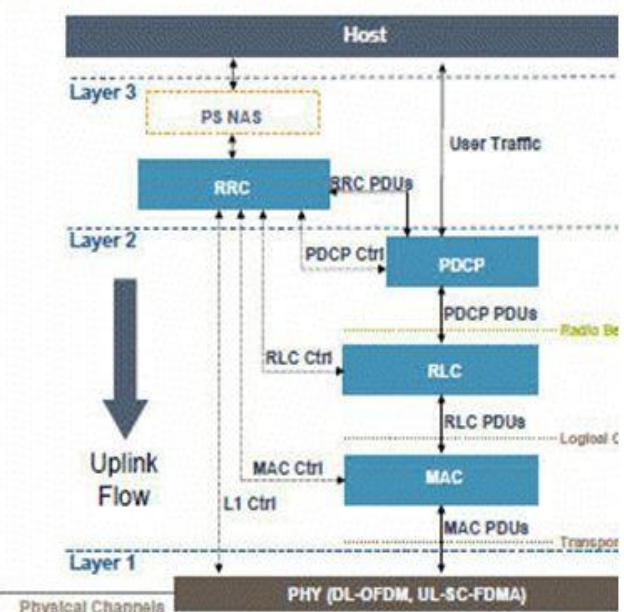 Host
Layer 3
PS NAS
User Traffic
RRC
RRC PDUs
Layer 2
PDCP Ctrl
PDCP
PDCP PDUs
Radio Be
RLC Ctrl
RLC
RLC PDUs
Logical C
Uplink
Flow
MAC Ctrl
MAC
L1 Ctrl
MAC PDUs
Transpor
Layer 1
PHY (DL-OFDM, UL-SC-FDMA)
Physical Channels